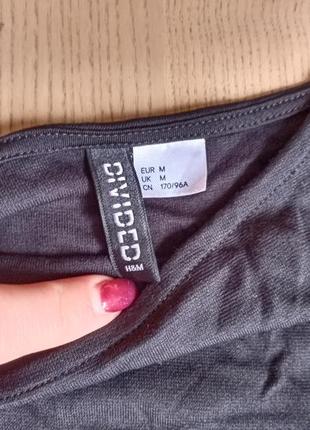 DIVIDED
H&M
EUR M
UK M
CN 170/96A